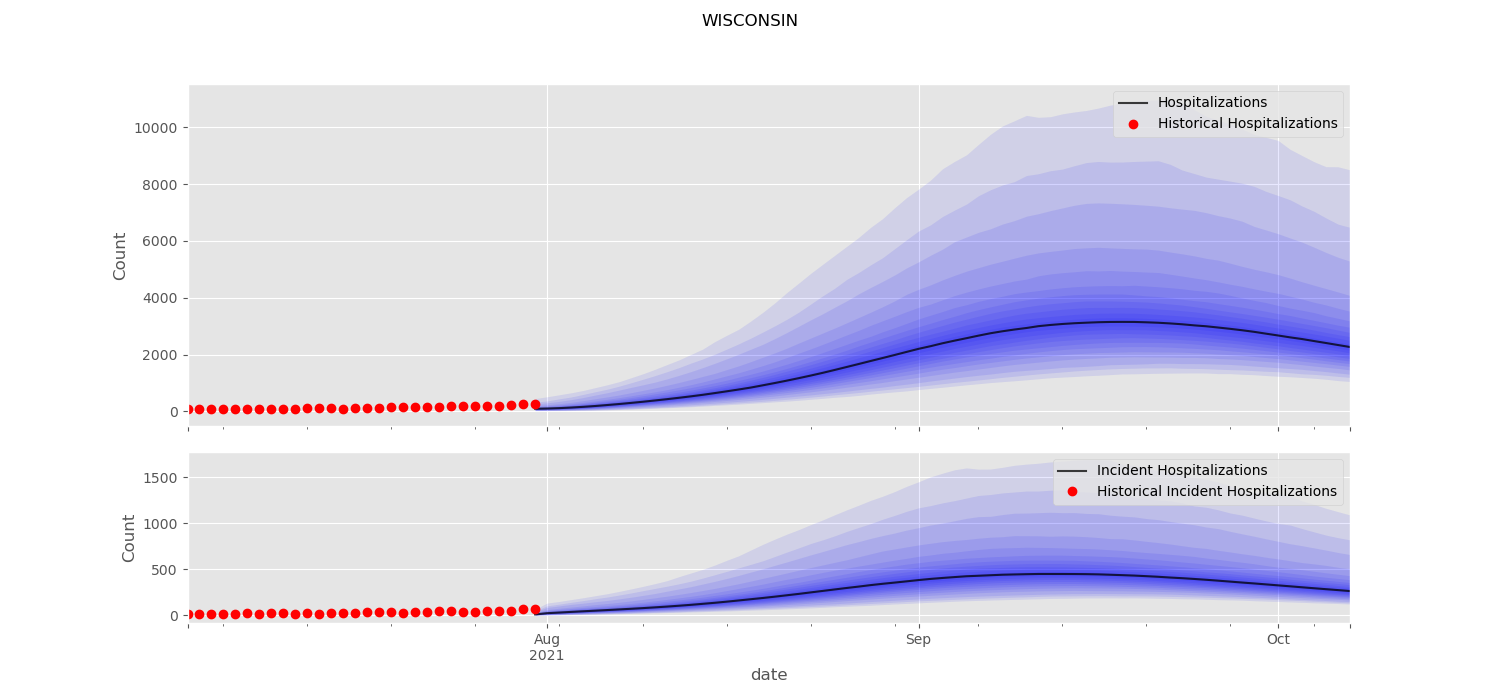 WISCONSIN
Hospitalizations
Historical Hospitalizations
10000
8000
6000
4000
2000
0
Count
Incident Hospitalizations
Historical Incident Hospitalizations
1500
1000
500
0
Count
Aug
2021
Sep
Oct
date